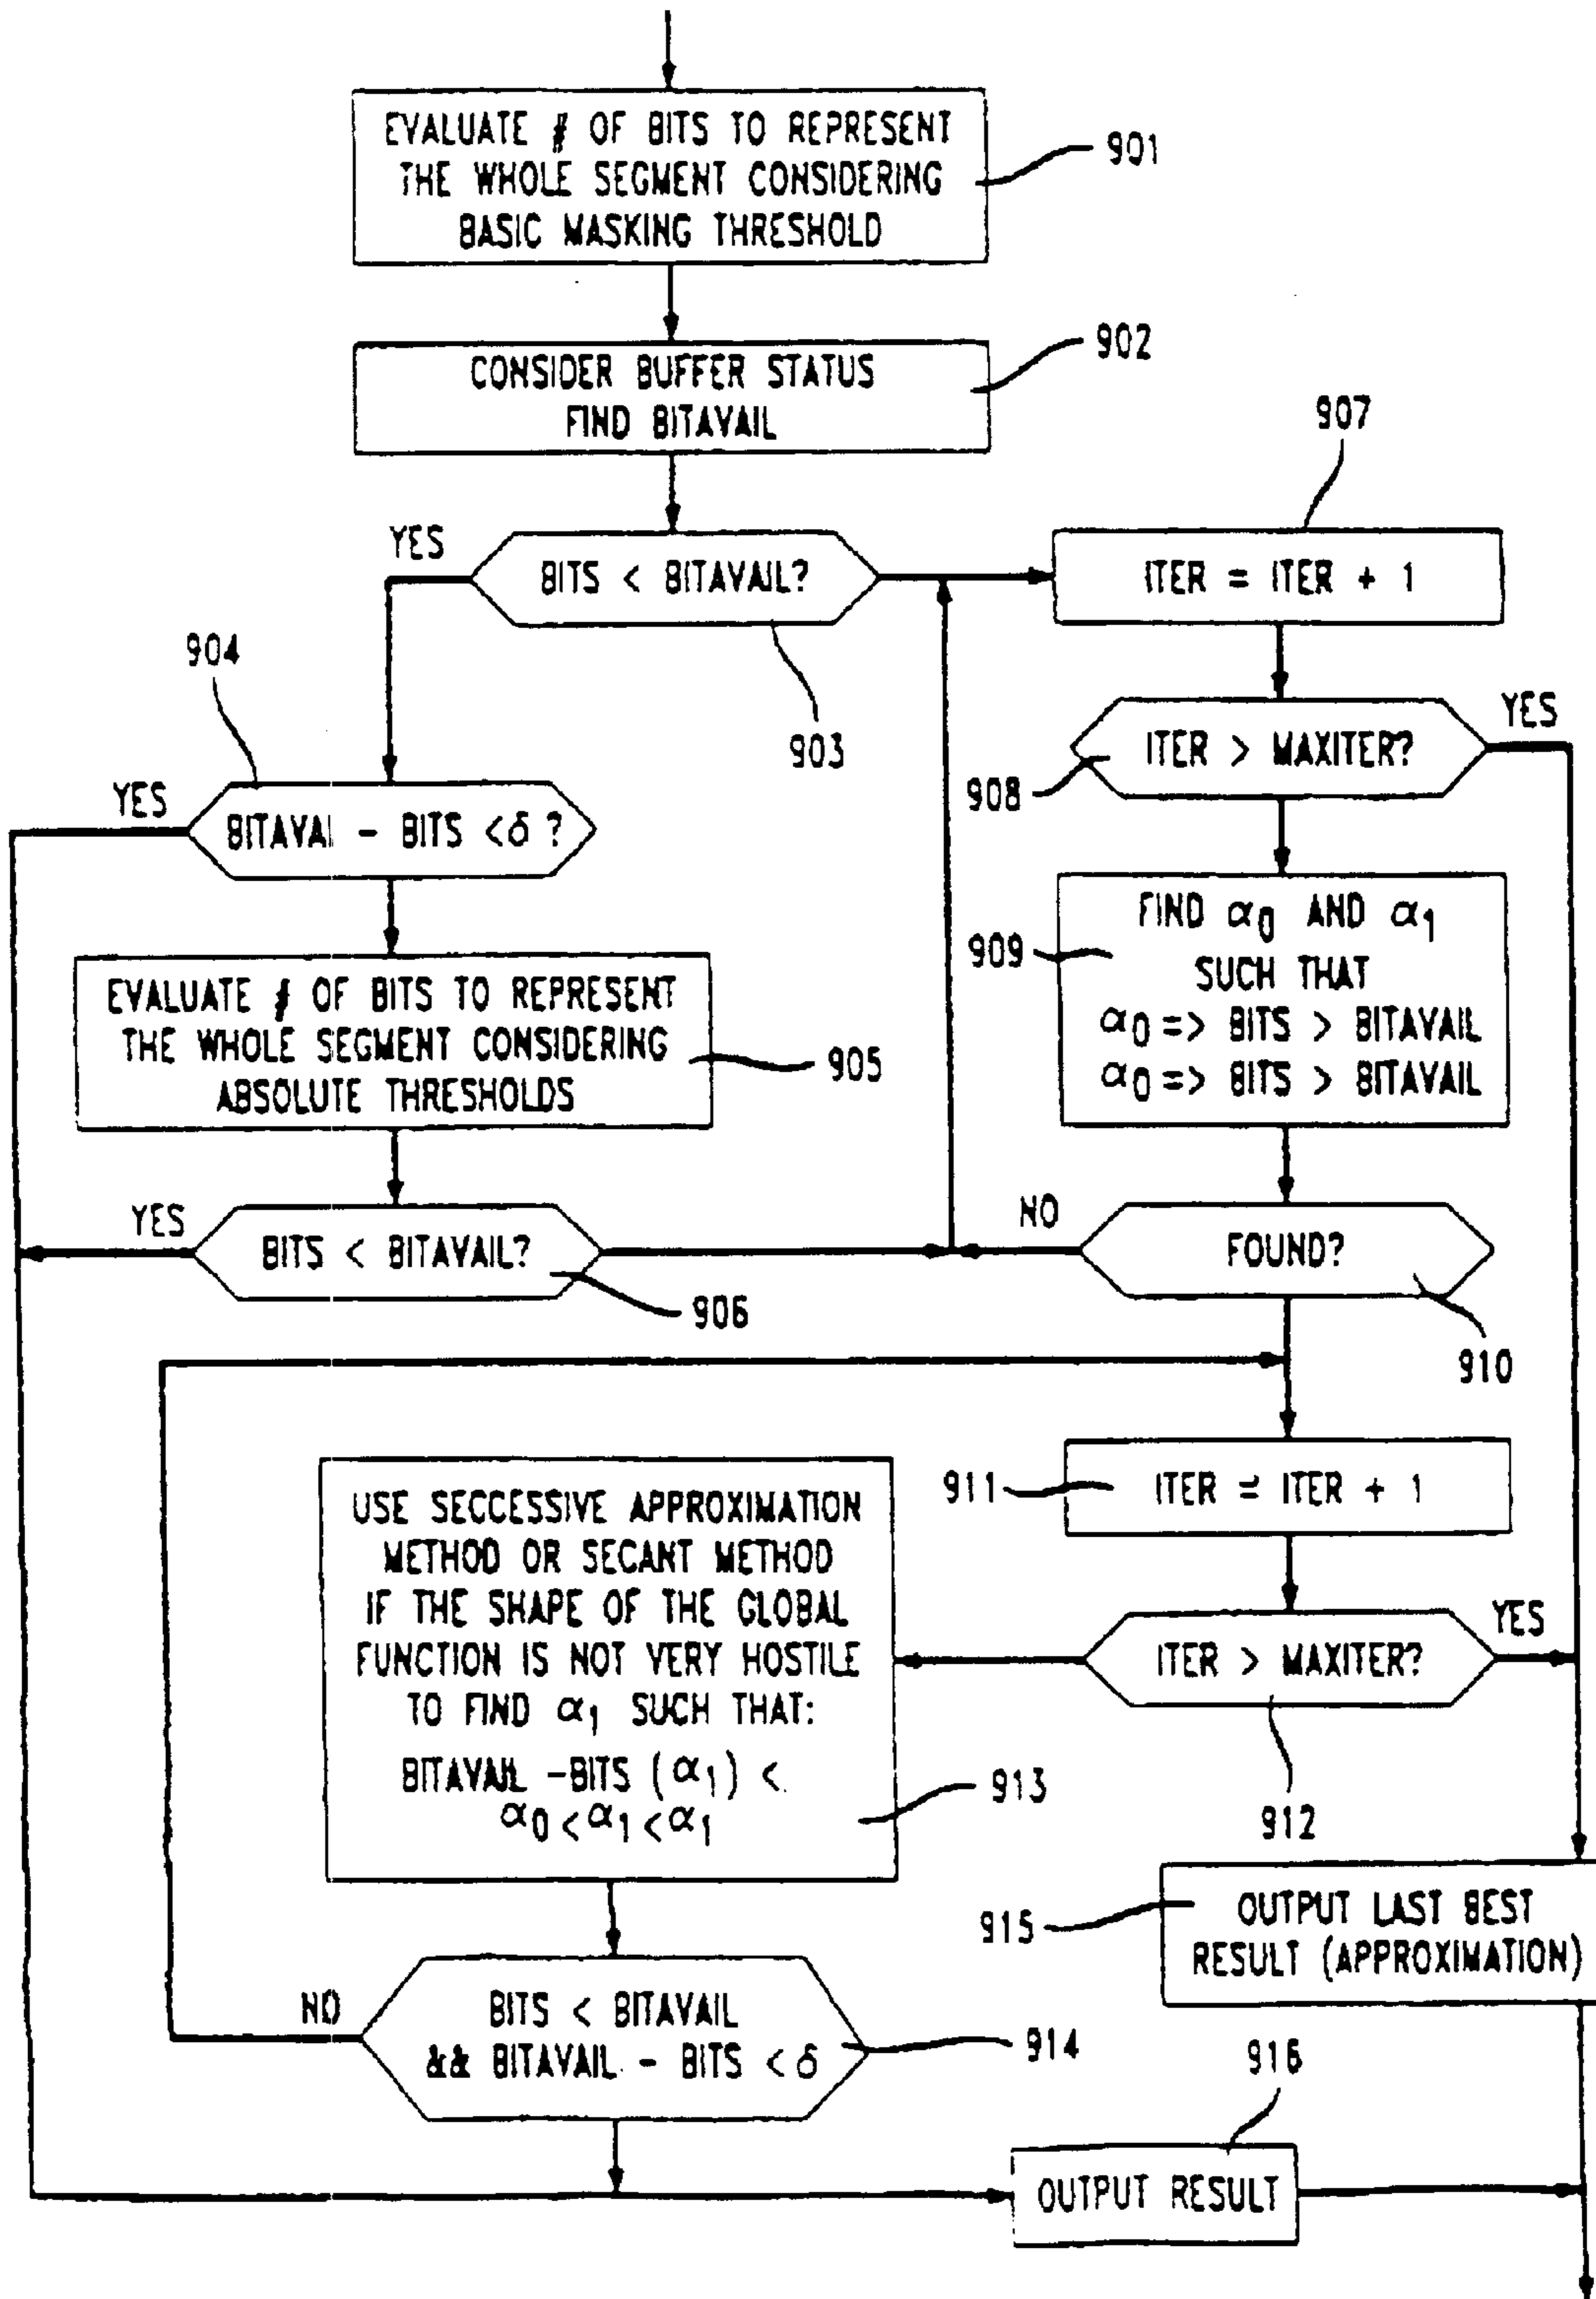 EVALUATE # OF BITS TO REPRESENT
THE WHOLE SEGMENT CONSIDERING
BASIC MASKING THRESHOLD
901
CONSIDER BUFFER STATUS
FIND BITAVAIL
902
907
YES
BITS < BITAVAIL?
903
ITER = ITER + 1
904
YES
BITAVAI - BITS <δ ?
ITER > MAXITER?
YES
908
EVALUATE # OF BITS TO REPRESENT
THE WHOLE SEGMENT CONSIDERING
ABSOLUTE THRESHOLDS
905
909
FIND α0 AND α1
SUCH THAT
α0 => BITS > BITAVAIL
α0 => BITS > BITAVAIL
YES
BITS < BITAVAIL?
906
NO
FOUND?
910
911
ITER = ITER + 1
USE SECCESSIVE APPROXIMATION
METHOD OR SECANT METHOD
IF THE SHAPE OF THE GLOBAL
FUNCTION IS NOT VERY HOSTILE
TO FIND α1 SUCH THAT:
BITAVAIL -BITS (α1) <
α0<α1<α1
913
ITER > MAXITER?
YES
912
915
OUTPUT LAST BEST
RESULT (APPROXIMATION)
NO
BITS < BITAVAIL
&& BITAVAIL - BITS <δ
914
916
OUTPUT RESULT